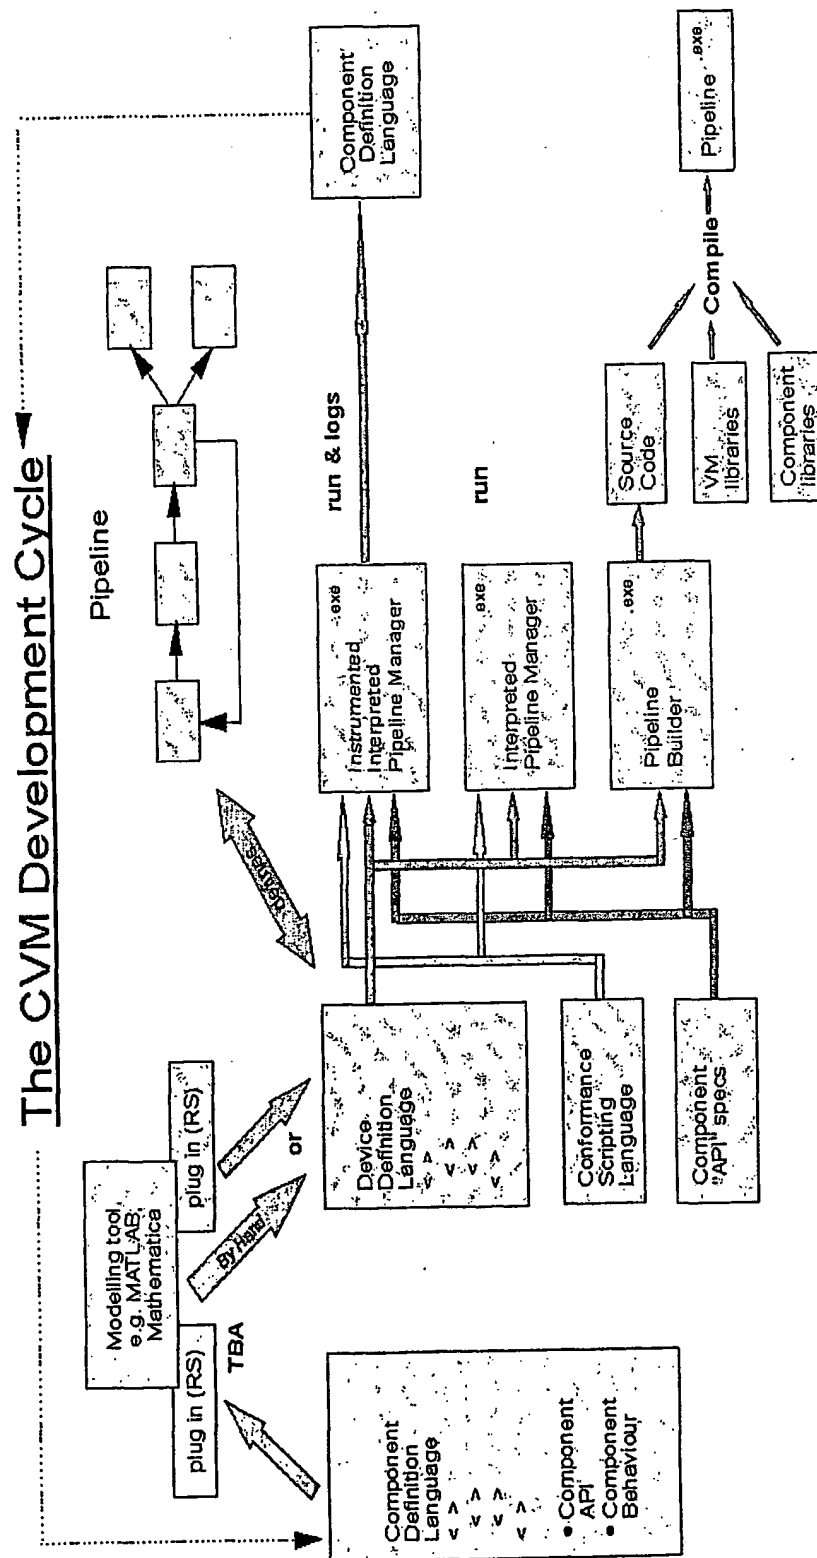 The CVM Development Cycle
Modelling tool,
e.g. MATLAB,
Mathematica
plug in (RS)
plug in (RS)
TBA
By Hand
or
defines
Pipeline
Component
Definition
Language
< >
< >
< >
< >
• Component
API
• Component
Behaviour
Device
Definition
Language
< >
< >
< >
< >
Conformance
Scripting
Language
Component
"API" specs.
Instrumented
Interpreted
Pipeline Manager
.exe
run & logs
Component
Definition
Language
Interpreted
Pipeline Manager
.exe
run
Pipeline
Builder
.exe
Source
Code
VM
libraries
Component
libraries
Compile
Pipeline
.exe